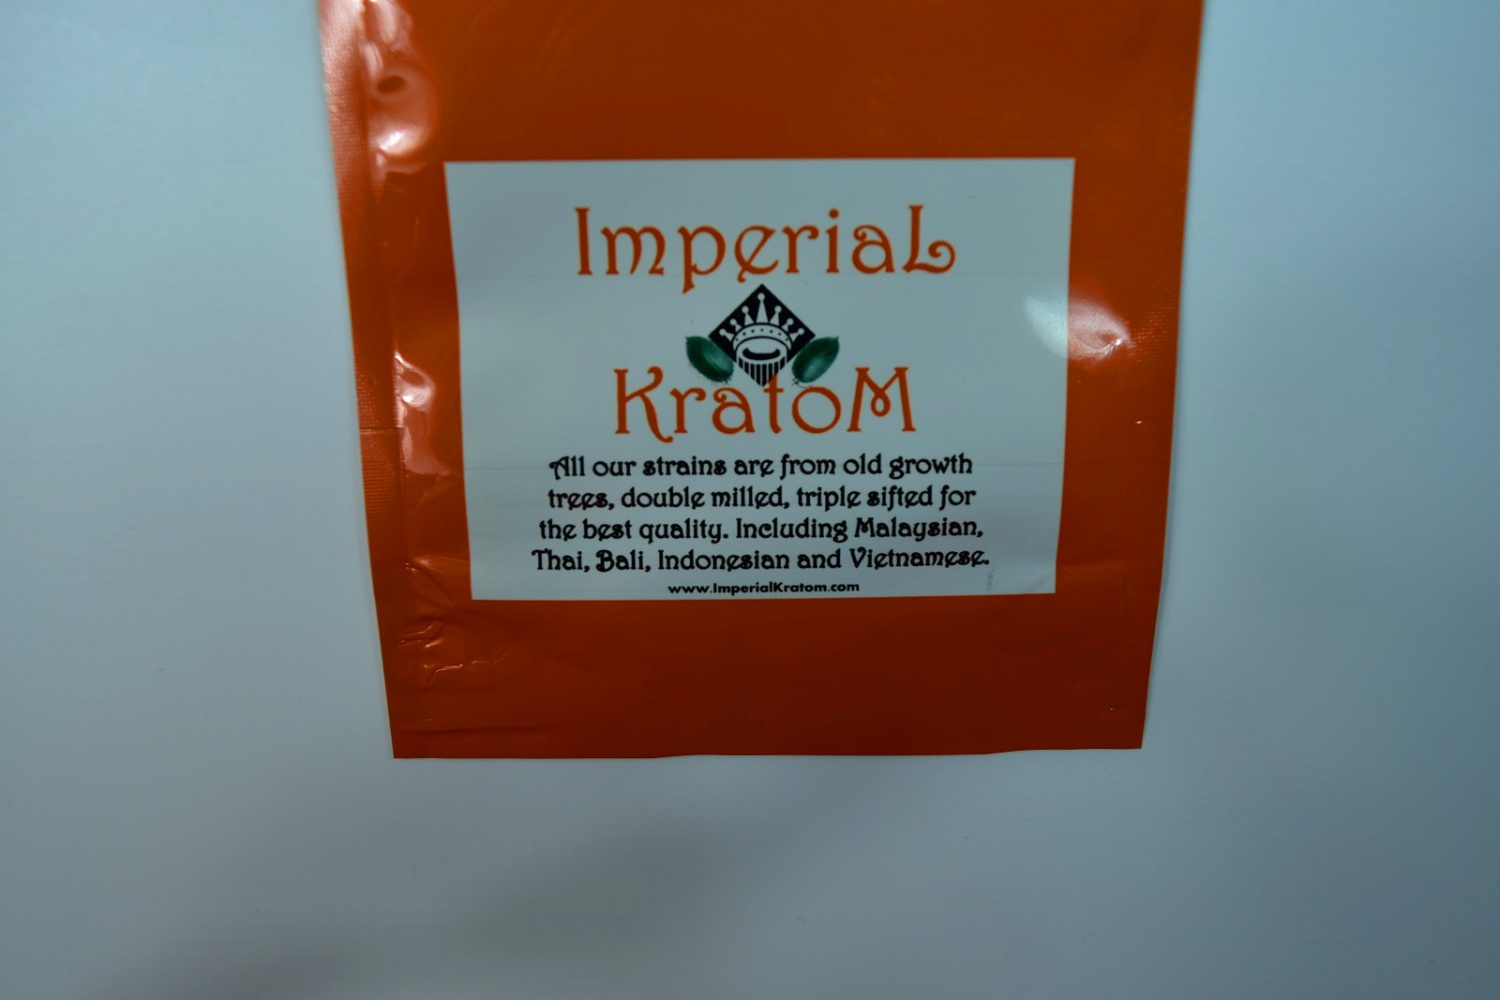 ImperiaL
KratoM
All our strains are from old growth
trees, double milled, triple sifted for
the best quality. Including Malaysian,
Thai, Bali, Indonesian and Vietnamese.
www.ImperialKratom.com